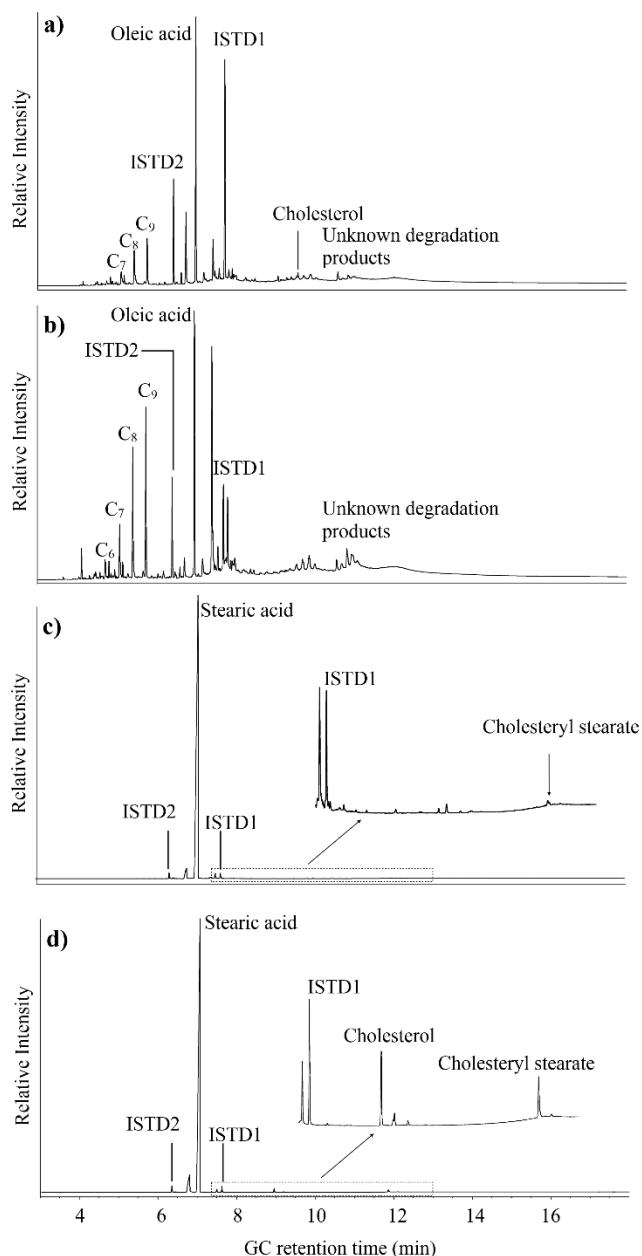 a)
Oleic acid
ISTD1
ISTD2
C₉
C₈
C₇
Cholesterol
Unknown degradation
products
Relative Intensity
b)
Oleic acid
ISTD2
C₉
C₈
C₇
C₆
ISTD1
Unknown degradation
products
Relative Intensity
c)
Stearic acid
ISTD1
Cholesteryl stearate
ISTD2
ISTD1
Relative Intensity
d)
Stearic acid
ISTD1
Cholesterol
Cholesteryl stearate
ISTD2
ISTD1
Relative Intensity
4 6 8 10 12 14 16
GC retention time (min)